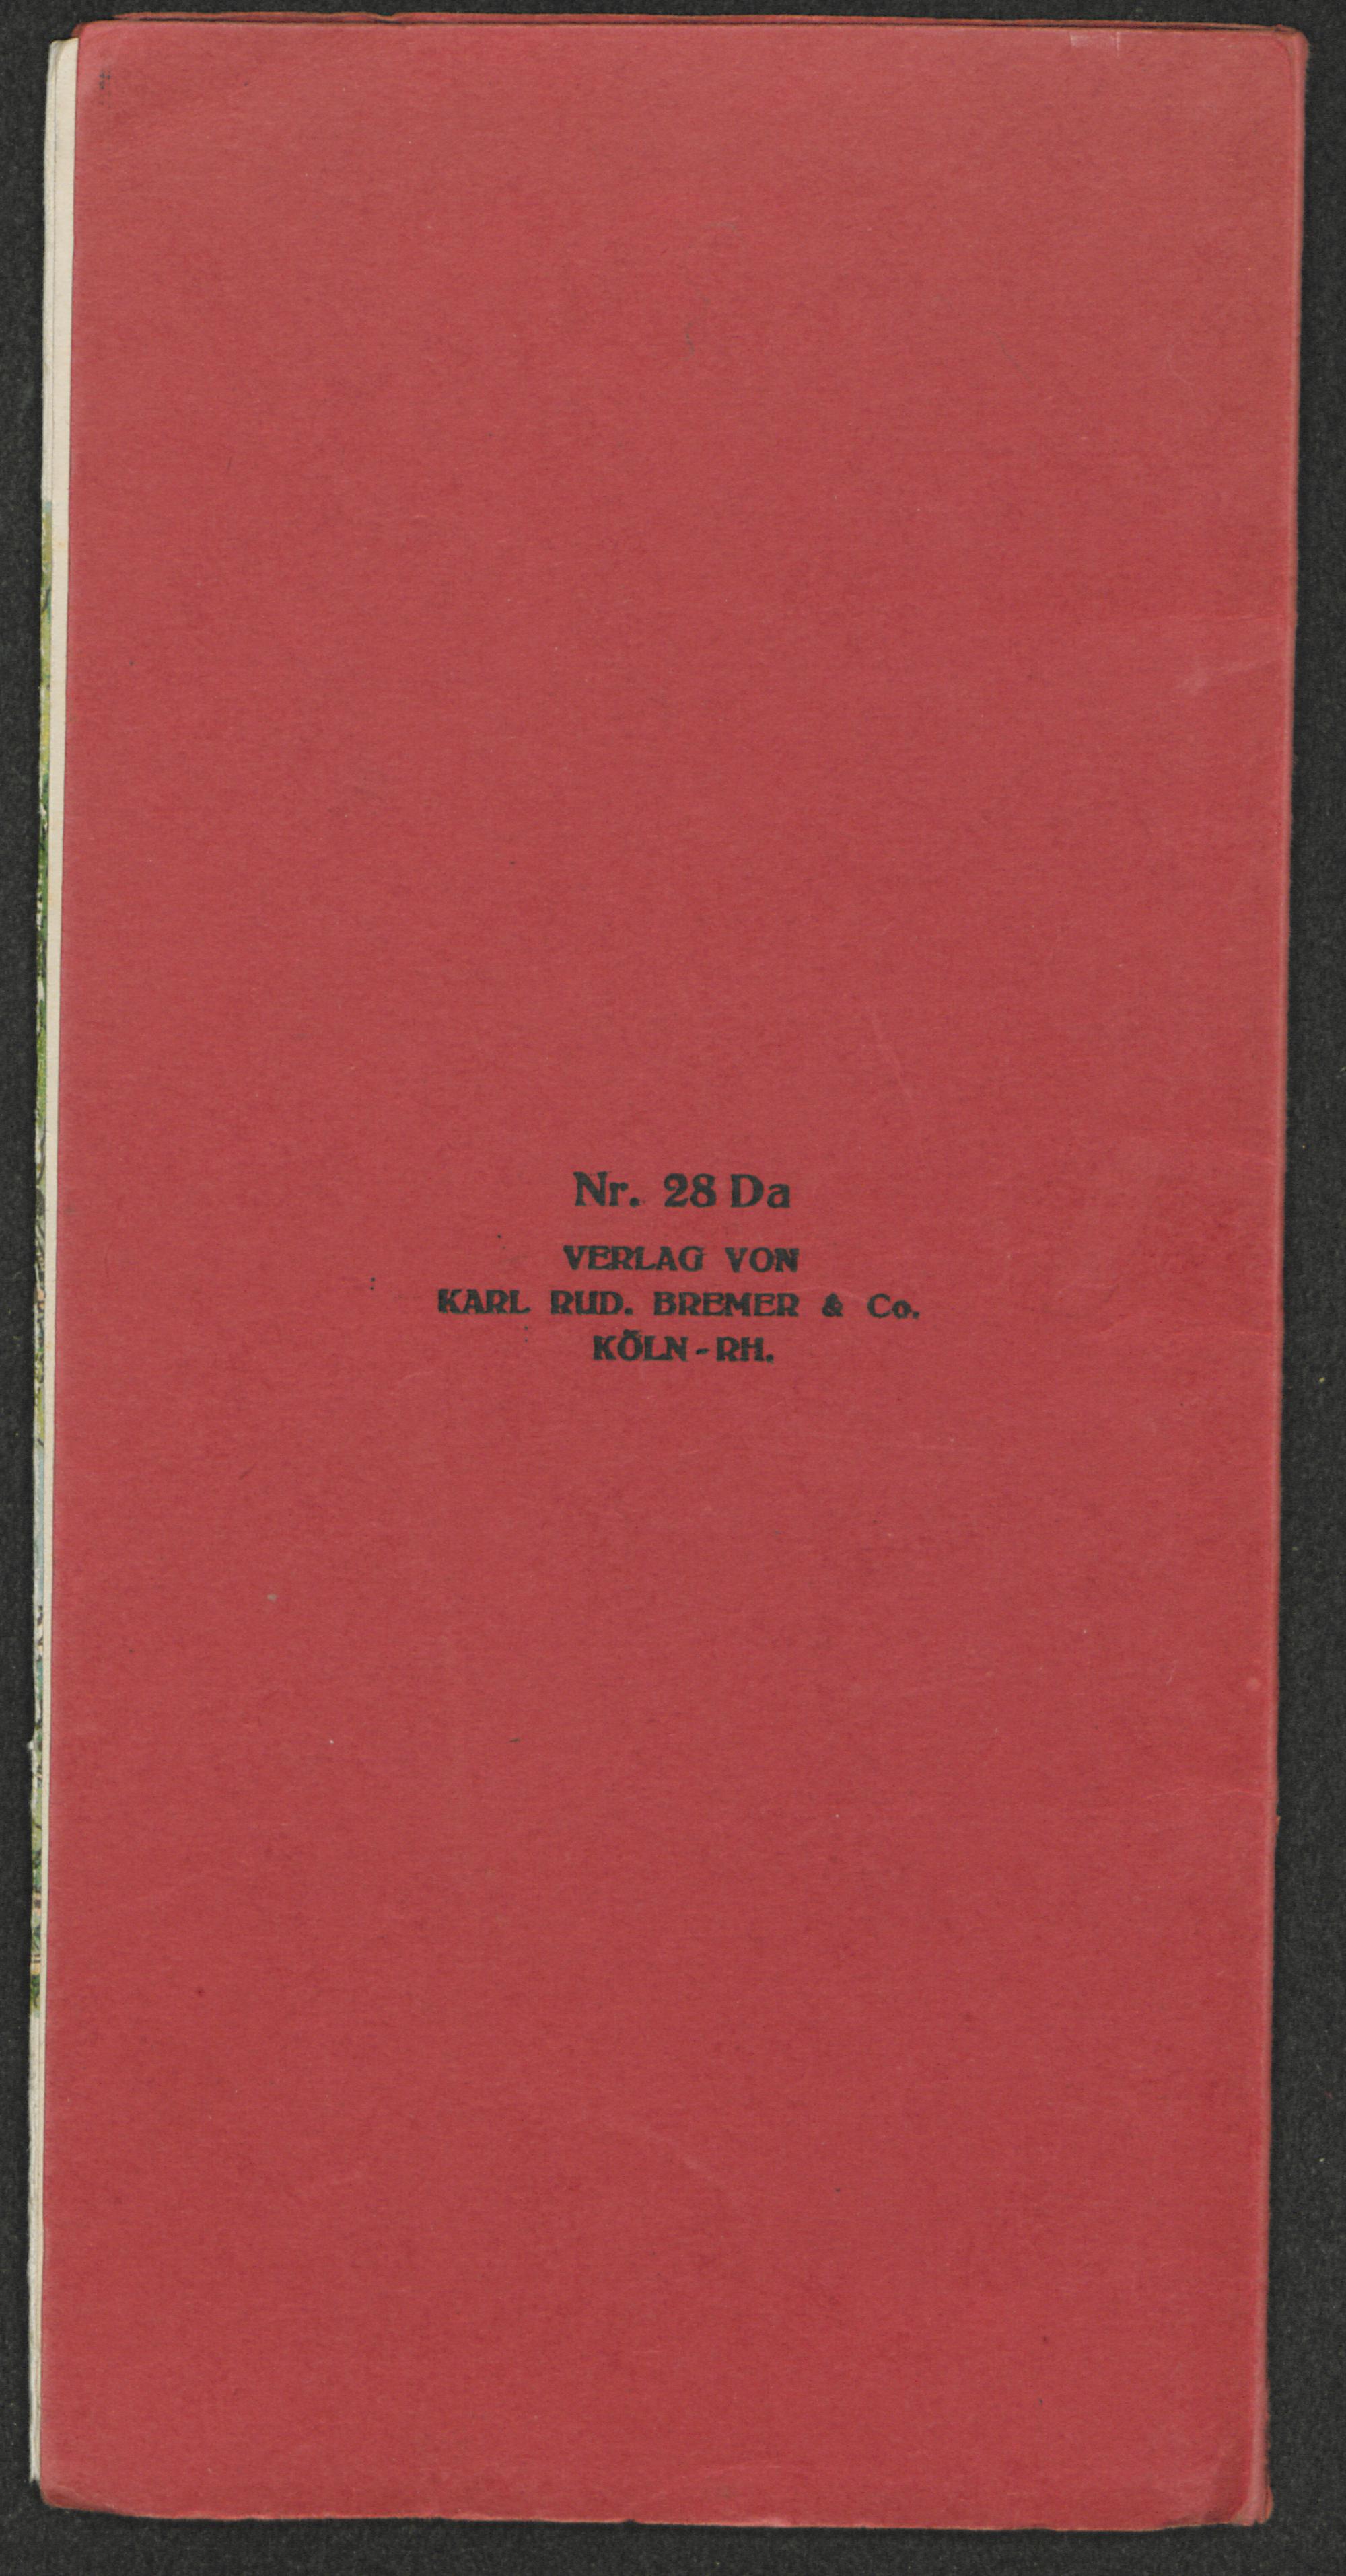 Nr. 28 Da
VERLAG VON
KARL RUD. BREMER & Co.
KÖLN-RH.